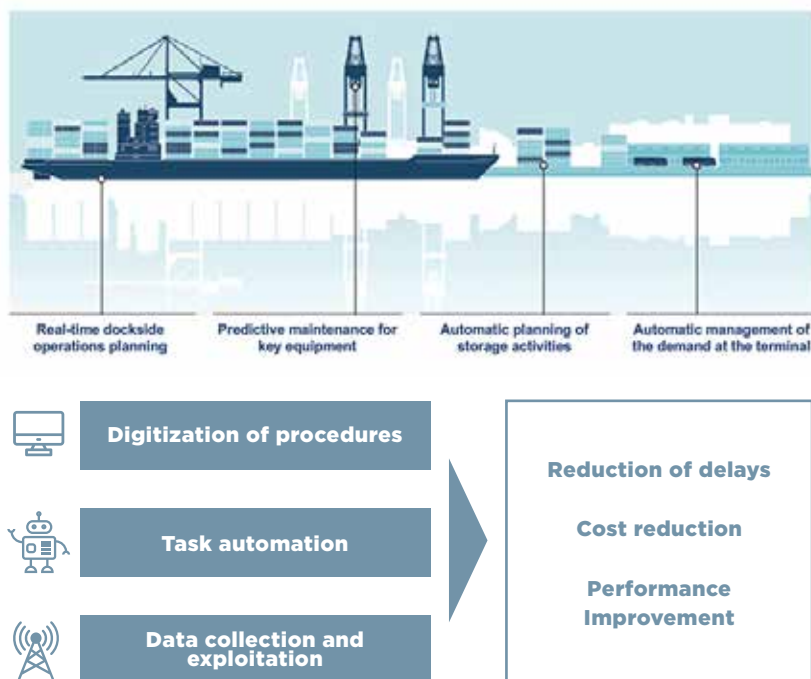 Real-time dockside
operations planning
Predictive maintenance for
key equipment
Automatic planning of
storage activities
Automatic management of
the demand at the terminal
Digitization of procedures
Task automation
Data collection and
exploitation
Reduction of delays
Cost reduction
Performance
Improvement